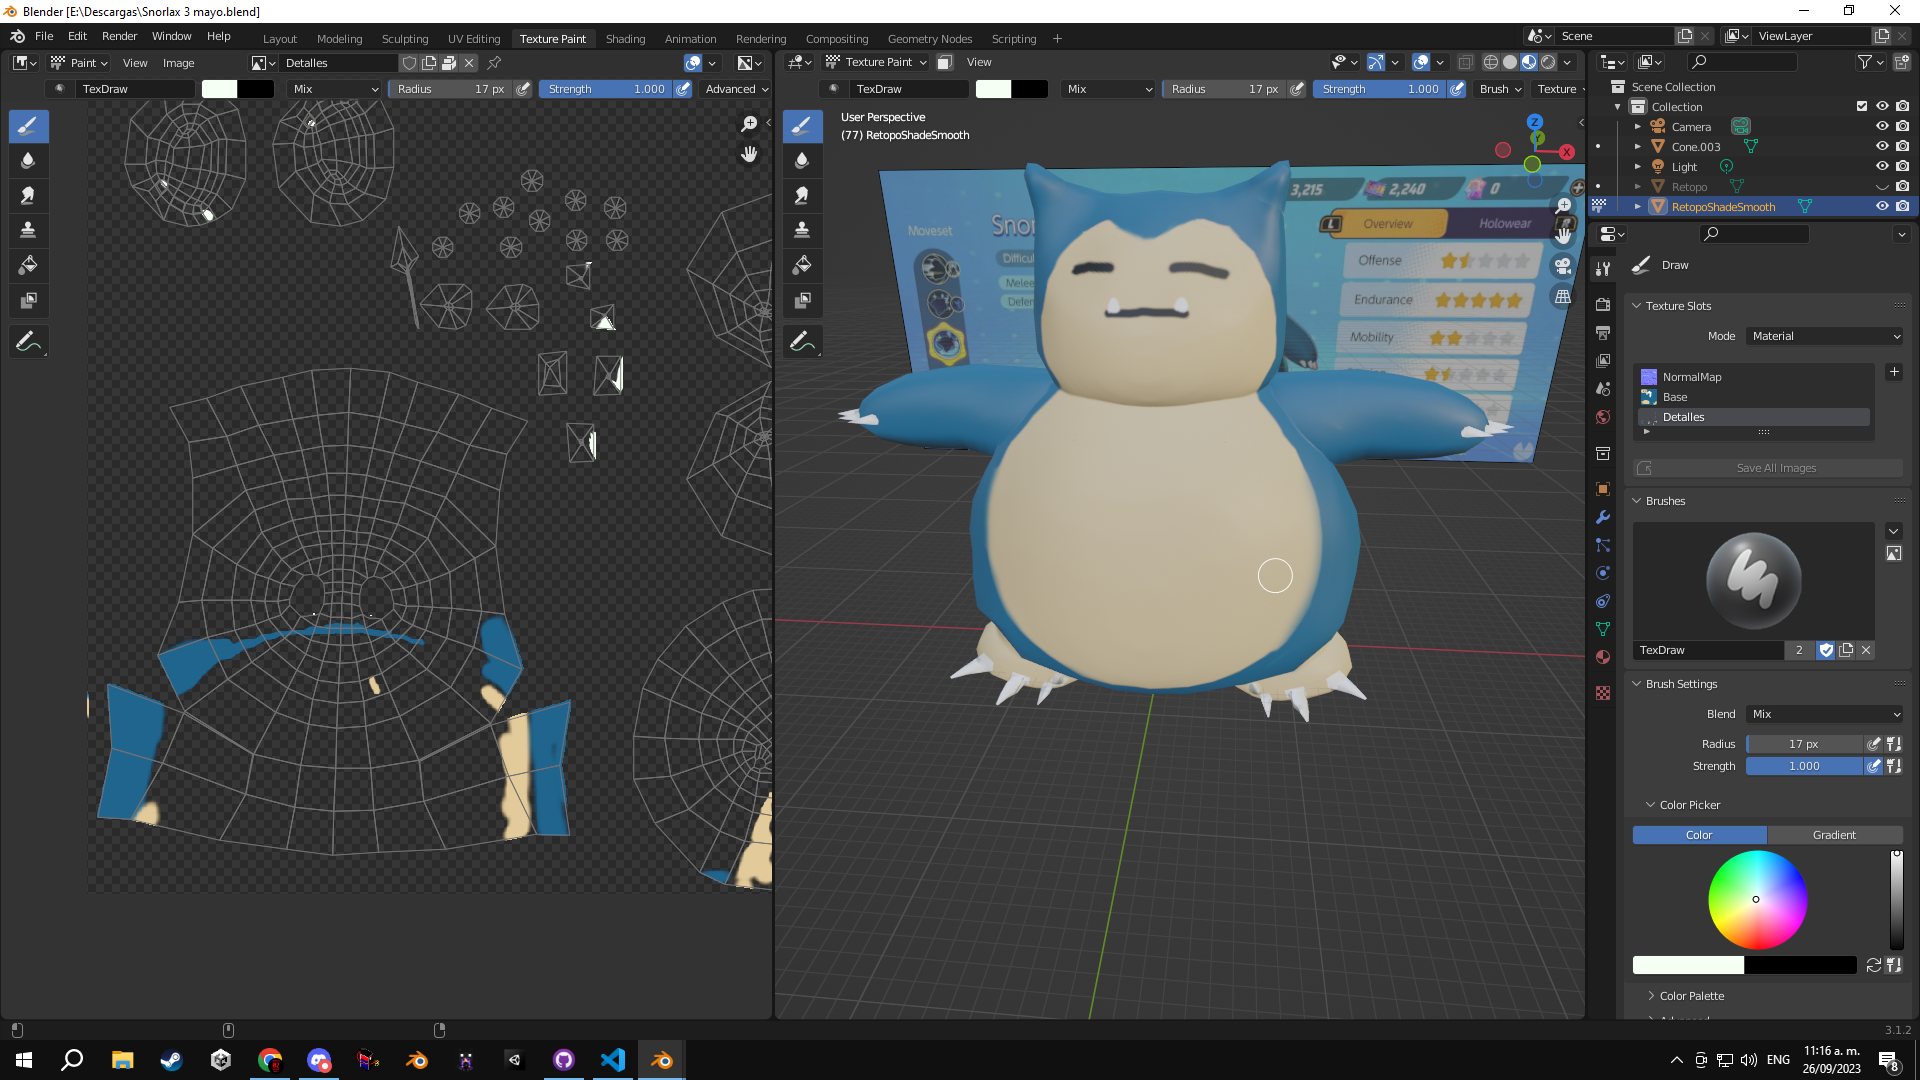 Blender [E:\Descargas\Snorlax 3 mayo.blend]
File Edit Render Window Help Layout Modeling Sculpting UV Editing Texture Paint Shading Animation Rendering Compositing Geometry Nodes Scripting + Scene ViewLayer
Paint View Image Detalles
TexDraw Mix Radius 17 px Strength 1.000 Advanced
Texture Paint View
TexDraw Mix Radius 17 px Strength 1.000 Brush Texture
User Perspective
(77) RetopoShadeSmooth
Z
Y
X
3,215 2,240 0
Moveset
Snor
Difficul
Melee
Defen
L Overview Holowear
Offense
Endurance
Mobility
Scene Collection
Collection
Camera
Cone.003
Light
Retopo
RetopoShadeSmooth
Draw
Texture Slots
Mode Material
NormalMap
Base
Detalles
Save All Images
Brushes
TexDraw 2
Brush Settings
Blend Mix
Radius 17 px
Strength 1.000
Color Picker
Color Gradient
Color Palette
3.1.2
ENG
11:16 a. m.
26/09/2023
8